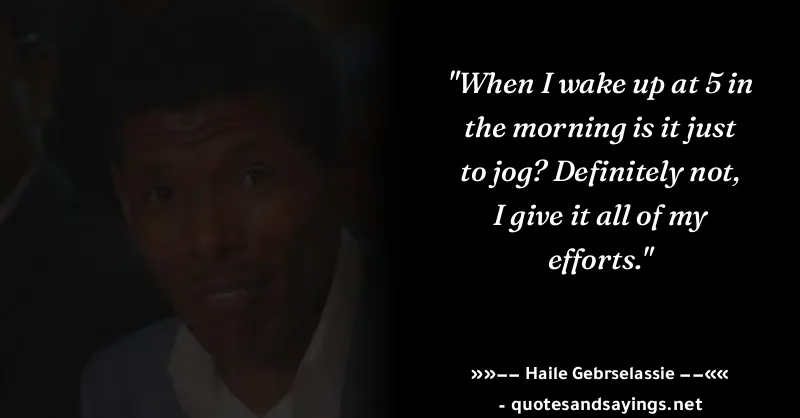 "When I wake up at 5 in
the morning is it just
to jog? Definitely not,
I give it all of my
efforts."
»»−− Haile Gebrselassie −−««
- quotesandsayings.net